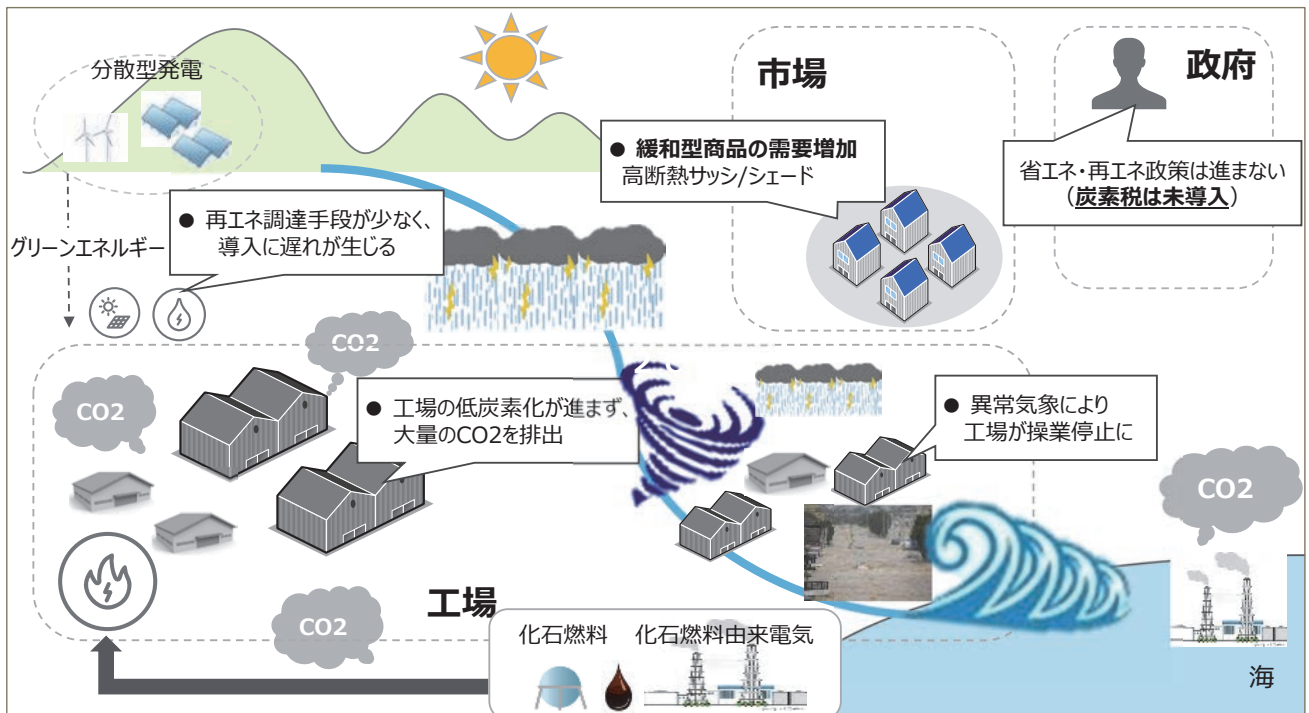 分散型発電
市場
政府
● 緩和型商品の需要増加
高断熱サッシ/シェード
省エネ・再エネ政策は進まない
（炭素税は未導入）
● 再エネ調達手段が少なく、
導入に遅れが生じる
グリーンエネルギー
CO2
CO2
● 工場の低炭素化が進まず、
大量のCO2を排出
● 異常気象により
工場が操業停止に
CO2
工場
CO2
化石燃料
化石燃料由来電気
海